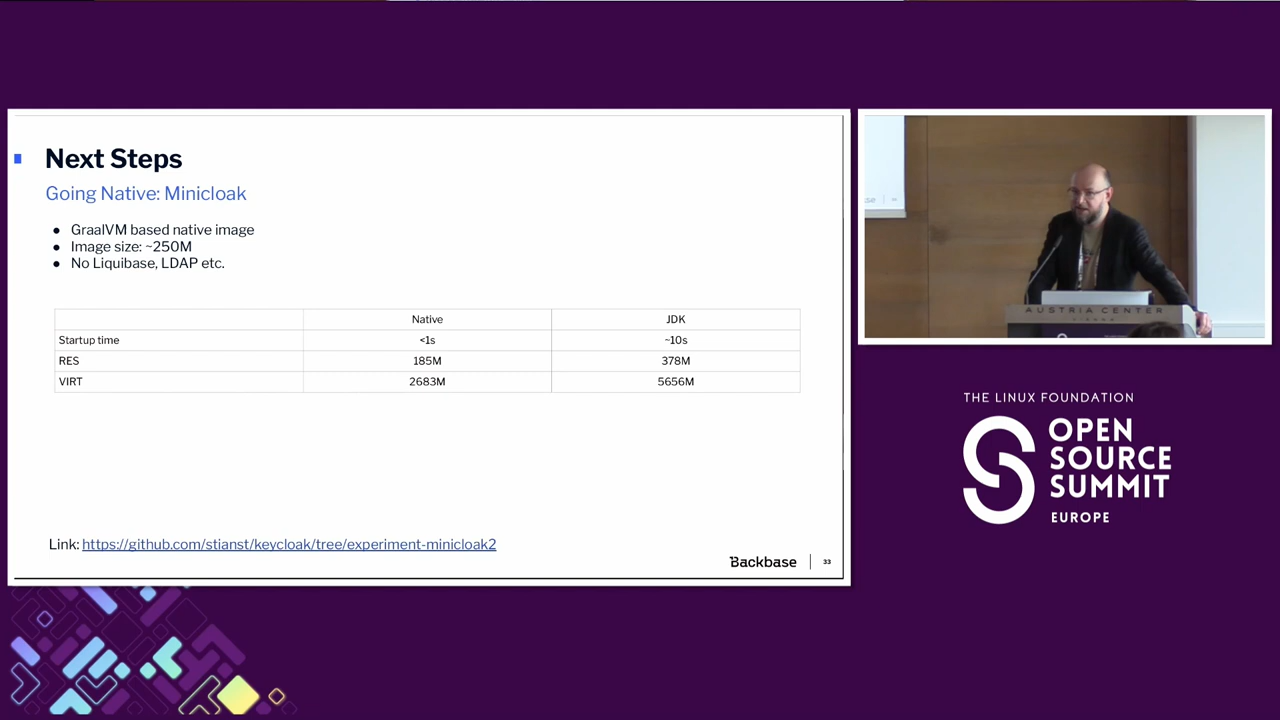 Next Steps
Going Native: Minicloak
● GraalVM based native image
● Image size: ~250M
● No Liquibase, LDAP etc.
Native JDK
Startup time <1s ~10s
RES 185M 378M
VIRT 2683M 5656M
Link: https://github.com/stianst/keycloak/tree/experiment-minicloak2
Backbase 33
AUSTRIA CENTER
THE LINUX FOUNDATION
OPEN
SOURCE
SUMMIT
EUROPE